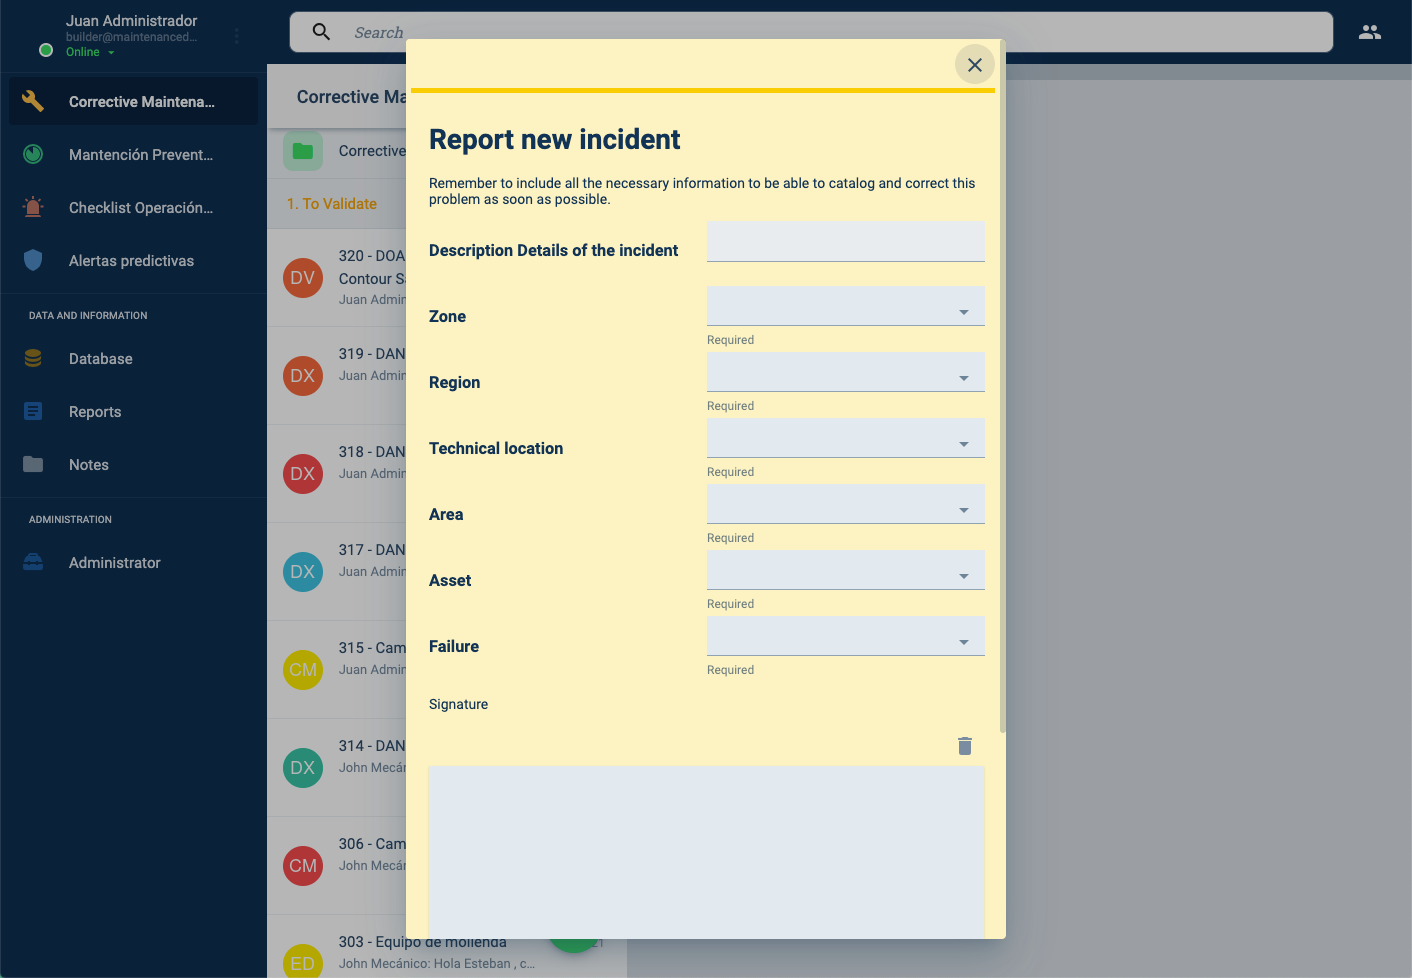 Juan Administrador
builder@maintenanced...
Online
Search
Corrective Maintena...
Mantención Prevent...
Checklist Operación...
Alertas predictivas
DATA AND INFORMATION
Database
Reports
Notes
ADMINISTRATION
Administrator
Corrective Ma
Corrective
1. To Validate
DV
320 - DOA
Contour S
Juan Admin
DX
319 - DAN
Juan Admin
DX
318 - DAN
Juan Admin
DX
317 - DAN
Juan Admin
CM
315 - Cam
Juan Admin
DX
314 - DAN
John Mecár
CM
306 - Cam
John Mecár
ED
303 - Equipo de molienda
21
John Mecánico: Hola Esteban , c...
Report new incident
Remember to include all the necessary information to be able to catalog and correct this
problem as soon as possible.
Description Details of the incident
Zone
Required
Region
Required
Technical location
Required
Area
Required
Asset
Required
Failure
Required
Signature